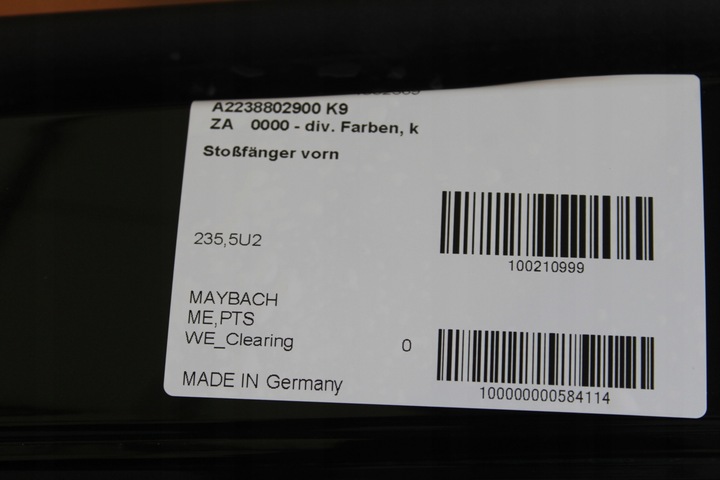 A2238802900 K9
ZA 0000 - div. Farben, k
Stoßfänger vorn
235,5U2
100210999
MAYBACH
ME,PTS
WE_Clearing 0
MADE IN Germany
100000000584114